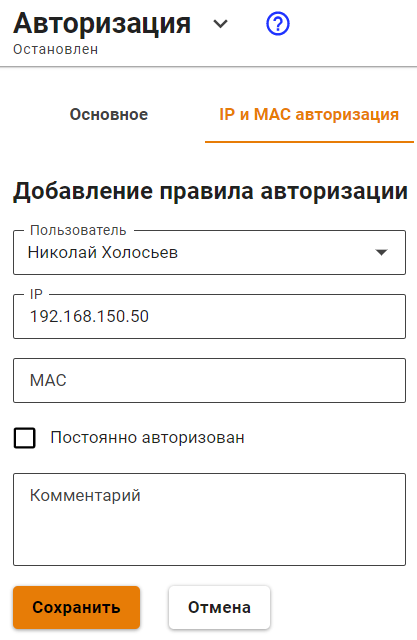 Авторизация
Остановлен
Основное IP и MAC авторизация
Добавление правила авторизации
Пользователь
Николай Холосьев
IP
192.168.150.50
MAC
Постоянно авторизован
Комментарий
Сохранить Отмена